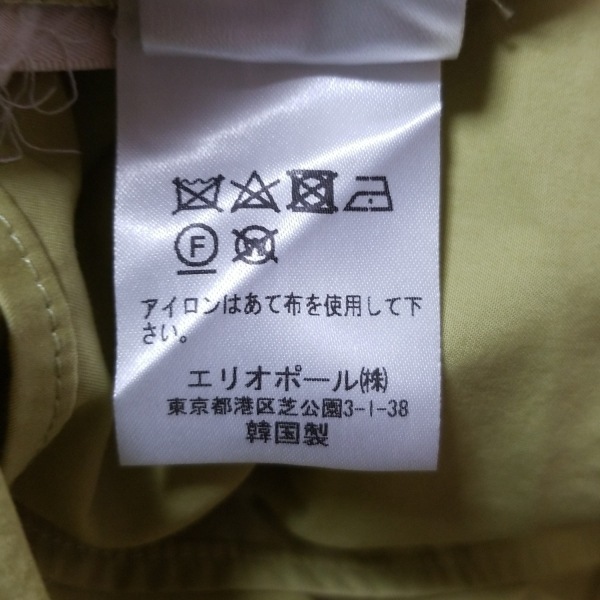 F
W
アイロンはあて布を使用して下
さい。
エリオポール㈱
東京都港区芝公園3-1-38
韓国製